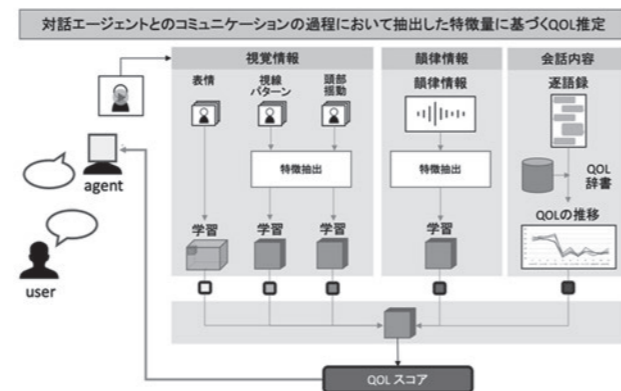 対話エージェントとのコミュニケーションの過程において抽出した特徴量に基づくQOL推定
視覚情報
韻律情報
会話内容
表情
視線
パターン
頭部
振動
韻律情報
逐語録
特徴抽出
特徴抽出
QOL
辞書
agent
学習
学習
学習
学習
QOLの推移
user
QOL スコア